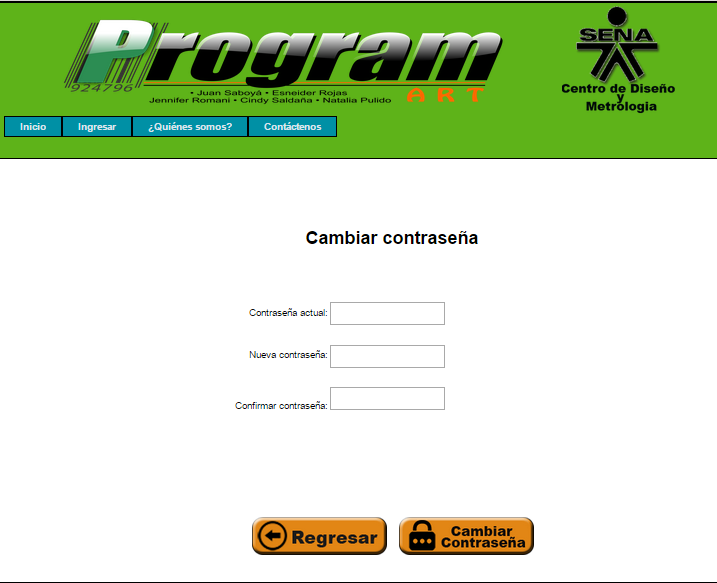 Program
924796
• Juan Saboyá • Esneider Rojas
Jennifer Romani • Cindy Saldaña • Natalia Pulido
ART
SENA
Centro de Diseño
y
Metrologia
Inicio
Ingresar
¿Quiénes somos?
Contáctenos
Cambiar contraseña
Contraseña actual:
Nueva contraseña:
Confirmar contraseña:
Regresar
Cambiar
Contraseña